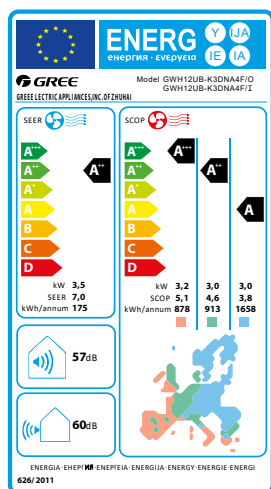 ENERG Y IJA
енергия · ενεργεια IE IA
GREE Model GWH12UB-K3DNA4F/O
GWH12UB-K3DNA4F/I
GREEE LECTRIC APPLIANCES,INC.OF ZHUHAI
SEER
A+++
A++
A+
A
B
C
D
A++
kW 3,5
SEER 7,0
kWh/annum 175
SCOP
A+++
A++
A+
A
B
C
D
A+++
A++
A
kW 3,2 3,0 3,0
SCOP 5,1 4,6 3,8
kWh/annum 878 913 1658
57dB
60dB
ENERGIA·ЕНЕРГИЯ·ΕΝΕΡΓΕΙΑ·ENERGIJA·ENERGY·ENERGIE·ENERGI
626/ 2011